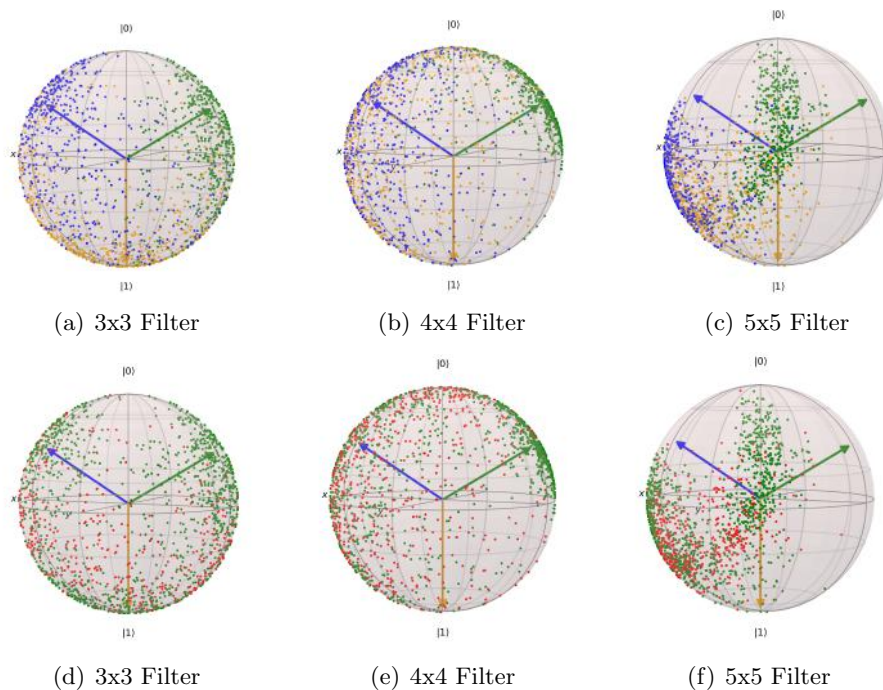 |0⟩ |0⟩ |0⟩
x x x
|1⟩ |1⟩ |1⟩
(a) 3x3 Filter (b) 4x4 Filter (c) 5x5 Filter
|0⟩ |0⟩ |0⟩
x x x
|1⟩ |1⟩ |1⟩
(d) 3x3 Filter (e) 4x4 Filter (f) 5x5 Filter